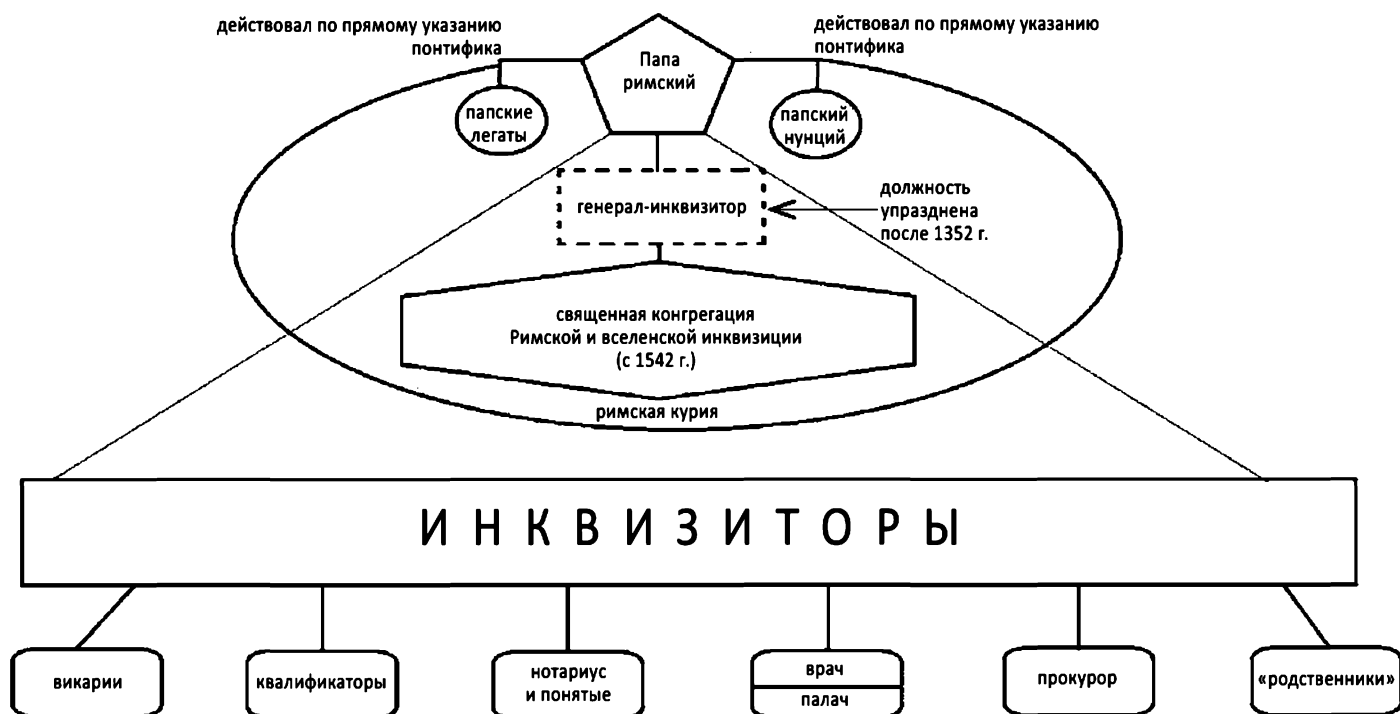 действовал по прямому указанию
понтифика
Папа
римский
действовал по прямому указанию
понтифика
папские
легаты
папский
нунций
генерал-инквизитор
должность
упразднена
после 1352 г.
священная конгрегация
Римской и вселенской инквизиции
(с 1542 г.)
римская курия
ИНКВИЗИТОРЫ
викарии
квалификаторы
нотариус
и понятые
врач
палач
прокурор
«родственники»